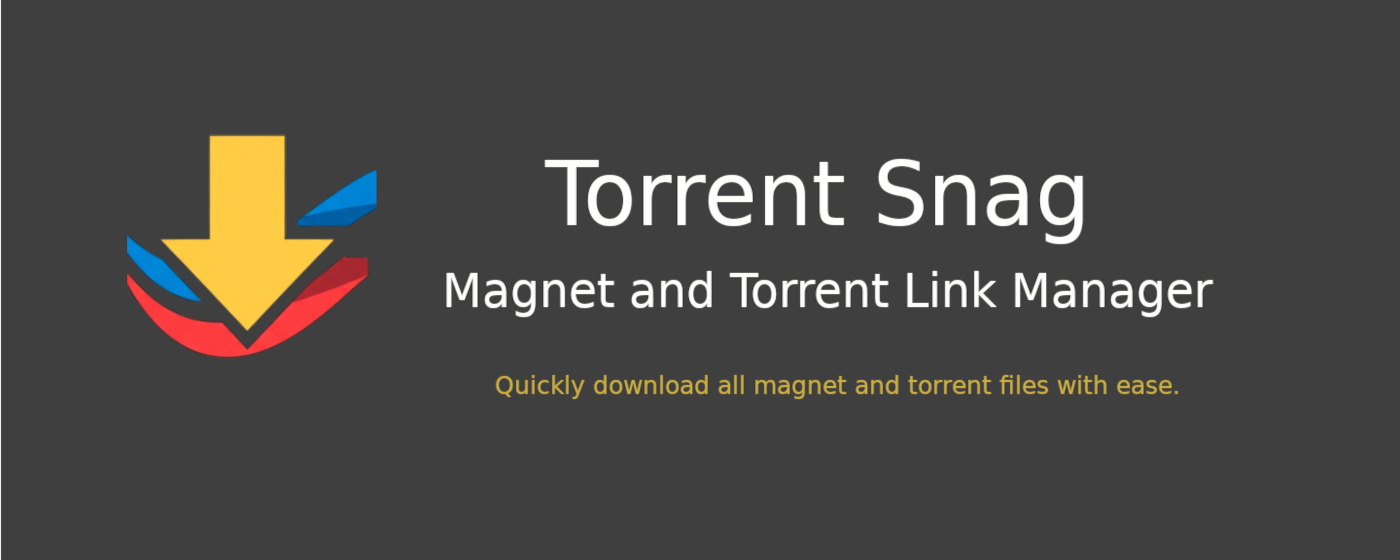 Torrent Snag
Magnet and Torrent Link Manager
Quickly download all magnet and torrent files with ease.